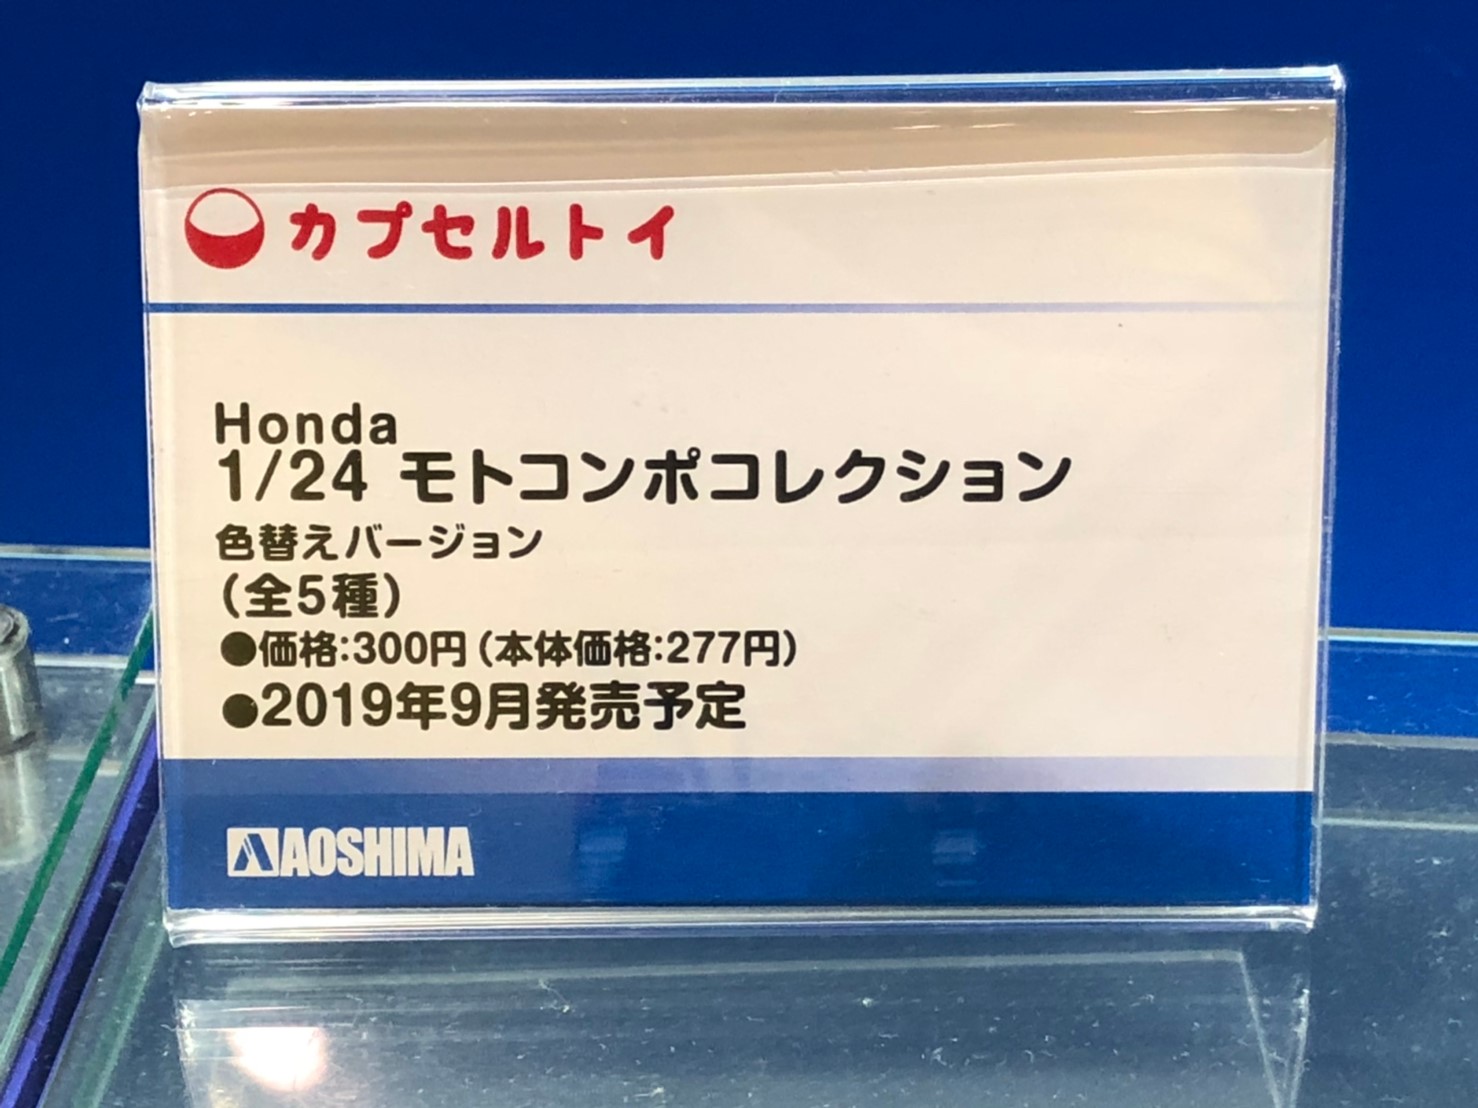 カプセルトイ
Honda
1/24 モトコンポコレクション
色替えバージョン
(全5種)
●価格:300円(本体価格:277円)
●2019年9月発売予定
AOSHIMA